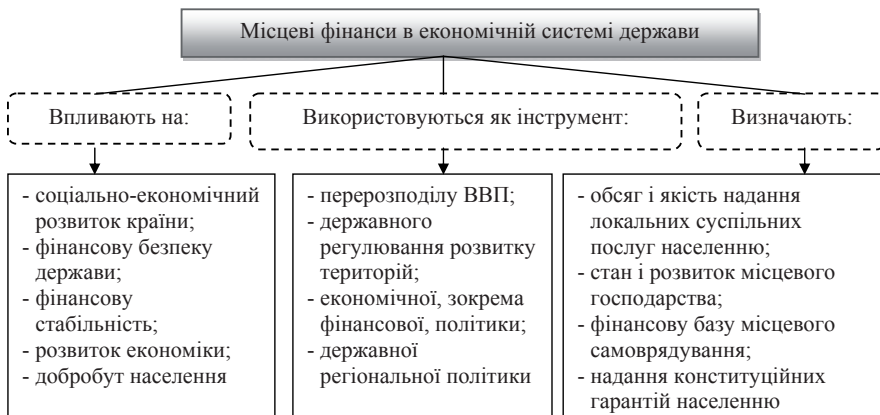 Місцеві фінанси в економічній системі держави
Впливають на:
- соціально-економічний
розвиток країни;
- фінансову безпеку
держави;
- фінансову
стабільність;
- розвиток економіки;
- добробут населення
Використовуються як інструмент:
- перерозподілу ВВП;
- державного
регулювання розвитку
територій;
- економічної, зокрема
фінансової, політики;
- державної
регіональної політики
Визначають:
- обсяг і якість надання
локальних суспільних
послуг населенню;
- стан і розвиток місцевого
господарства;
- фінансову базу місцевого
самоврядування;
- надання конституційних
гарантій населенню